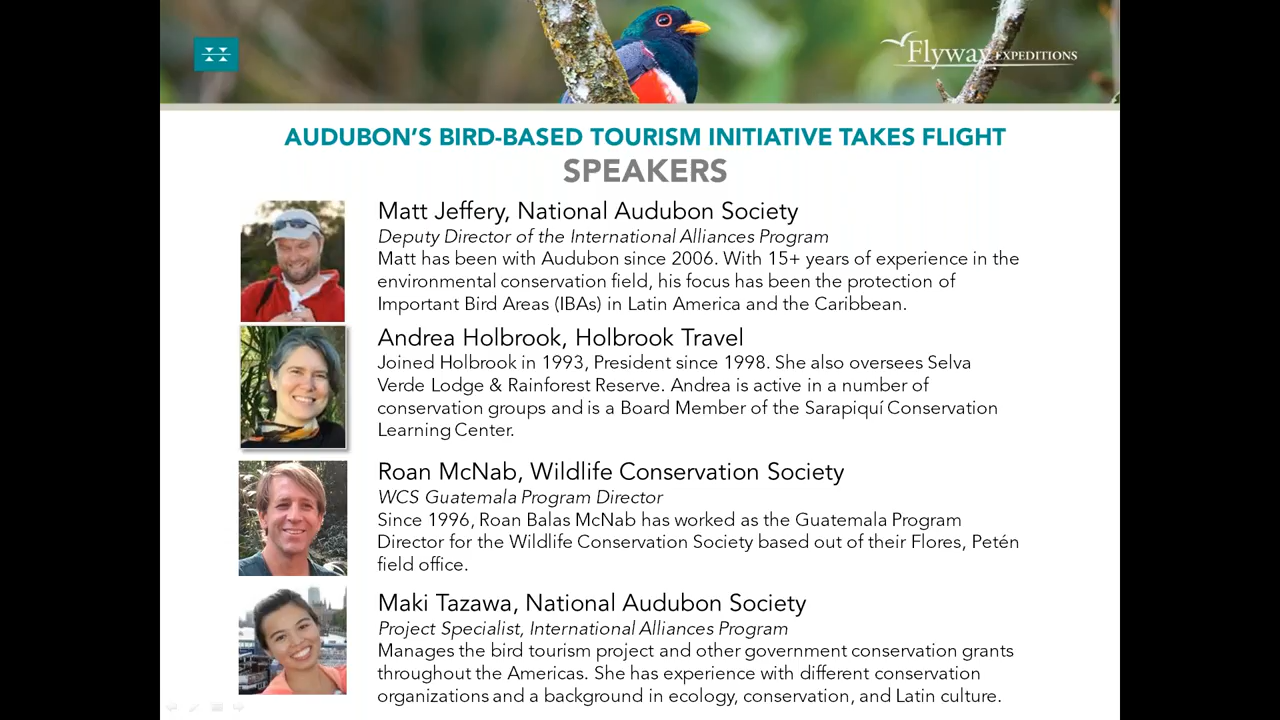 Flyway EXPEDITIONS
AUDUBON'S BIRD-BASED TOURISM INITIATIVE TAKES FLIGHT
SPEAKERS
Matt Jeffery, National Audubon Society
Deputy Director of the International Alliances Program
Matt has been with Audubon since 2006. With 15+ years of experience in the
environmental conservation field, his focus has been the protection of
Important Bird Areas (IBAs) in Latin America and the Caribbean.
Andrea Holbrook, Holbrook Travel
Joined Holbrook in 1993, President since 1998. She also oversees Selva
Verde Lodge & Rainforest Reserve. Andrea is active in a number of
conservation groups and is a Board Member of the Sarapiquí Conservation
Learning Center.
Roan McNab, Wildlife Conservation Society
WCS Guatemala Program Director
Since 1996, Roan Balas McNab has worked as the Guatemala Program
Director for the Wildlife Conservation Society based out of their Flores, Petén
field office.
Maki Tazawa, National Audubon Society
Project Specialist, International Alliances Program
Manages the bird tourism project and other government conservation grants
throughout the Americas. She has experience with different conservation
organizations and a background in ecology, conservation, and Latin culture.